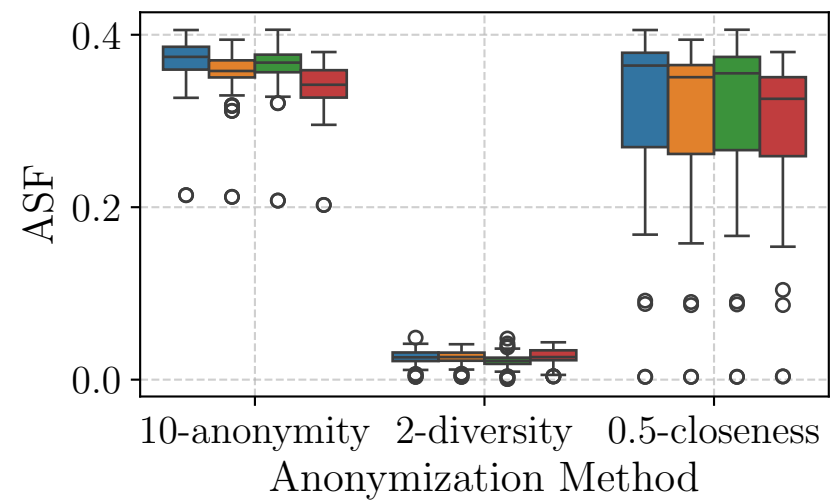 ASF
0.4
0.2
0.0
10-anonymity 2-diversity 0.5-closeness
Anonymization Method